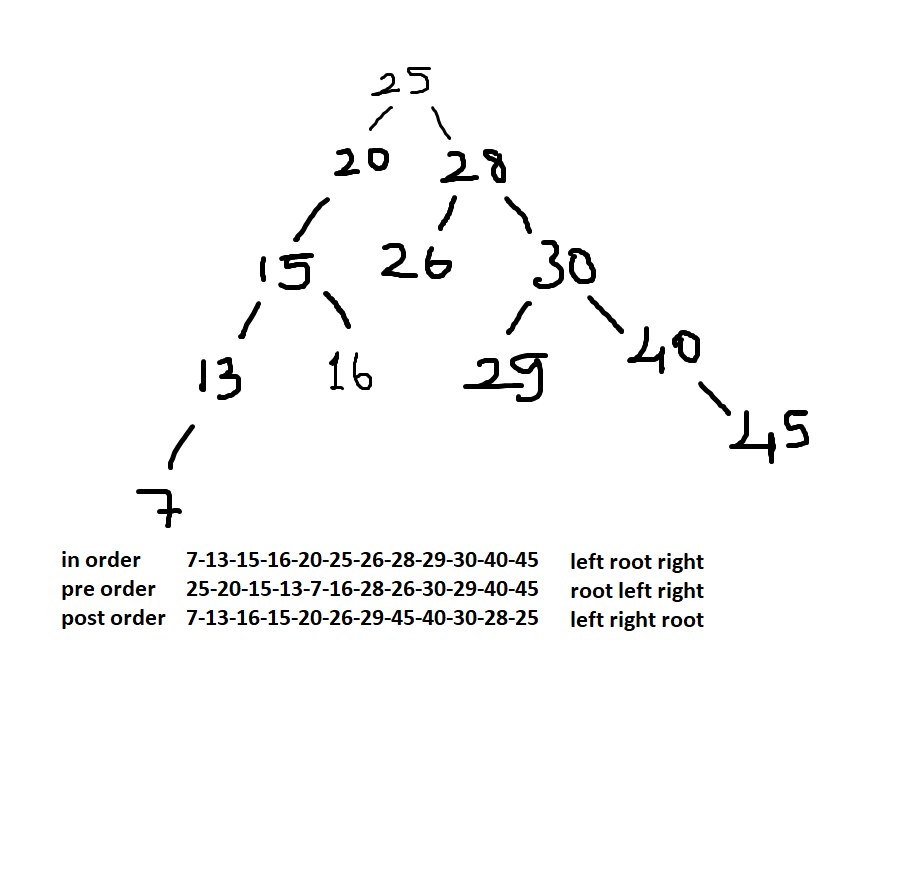 25
20 28
15 26 30
13 16 29 40
45
7
in order 7-13-15-16-20-25-26-28-29-30-40-45 left root right
pre order 25-20-15-13-7-16-28-26-30-29-40-45 root left right
post order 7-13-16-15-20-26-29-45-40-30-28-25 left right root